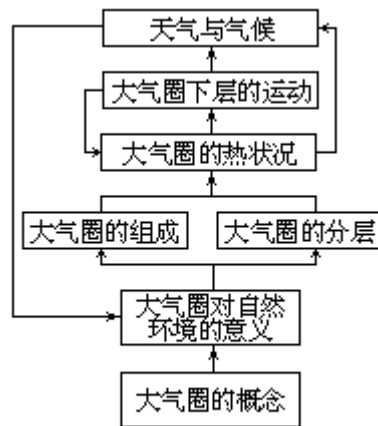 天气与气候
大气圈下层的运动
大气圈的热状况
大气圈的组成
大气圈的分层
大气圈对自然
环境的意义
大气圈的概念